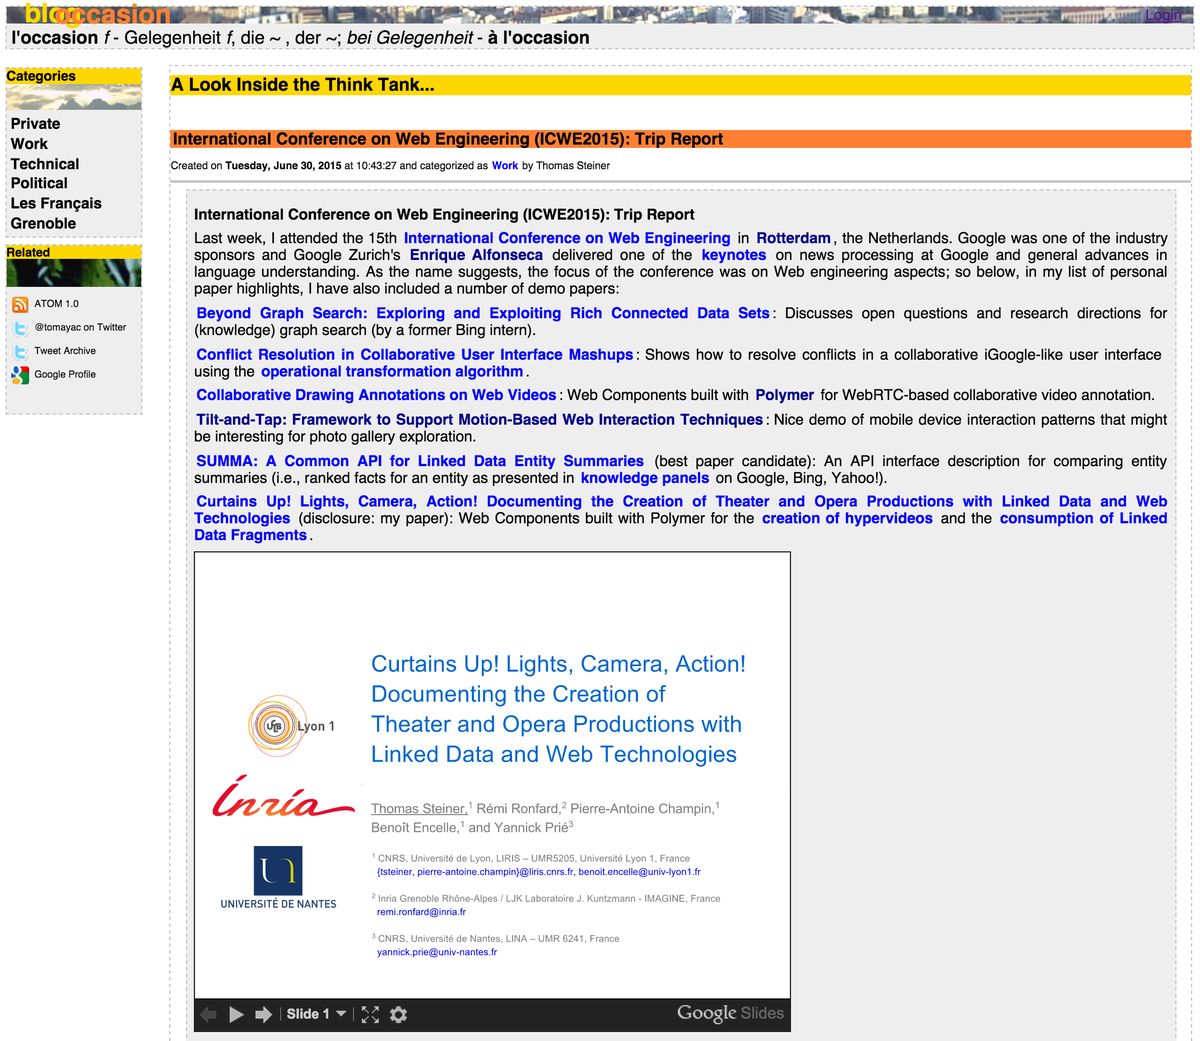 blogoccasion
Login
l'occasion f - Gelegenheit f, die ~ , der ~; bei Gelegenheit - à l'occasion
Categories
Private
Work
Technical
Political
Les Français
Grenoble
Related
ATOM 1.0
@tomayac on Twitter
Tweet Archive
Google Profile
A Look Inside the Think Tank...
International Conference on Web Engineering (ICWE2015): Trip Report
Created on Tuesday, June 30, 2015 at 10:43:27 and categorized as Work by Thomas Steiner
International Conference on Web Engineering (ICWE2015): Trip Report
Last week, I attended the 15th International Conference on Web Engineering in Rotterdam, the Netherlands. Google was one of the industry
sponsors and Google Zurich's Enrique Alfonseca delivered one of the keynotes on news processing at Google and general advances in
language understanding. As the name suggests, the focus of the conference was on Web engineering aspects; so below, in my list of personal
paper highlights, I have also included a number of demo papers:
Beyond Graph Search: Exploring and Exploiting Rich Connected Data Sets: Discusses open questions and research directions for
(knowledge) graph search (by a former Bing intern).
Conflict Resolution in Collaborative User Interface Mashups: Shows how to resolve conflicts in a collaborative iGoogle-like user interface
using the operational transformation algorithm.
Collaborative Drawing Annotations on Web Videos: Web Components built with Polymer for WebRTC-based collaborative video annotation.
Tilt-and-Tap: Framework to Support Motion-Based Web Interaction Techniques: Nice demo of mobile device interaction patterns that might
be interesting for photo gallery exploration.
SUMMA: A Common API for Linked Data Entity Summaries (best paper candidate): An API interface description for comparing entity
summaries (i.e., ranked facts for an entity as presented in knowledge panels on Google, Bing, Yahoo!).
Curtains Up! Lights, Camera, Action! Documenting the Creation of Theater and Opera Productions with Linked Data and Web
Technologies (disclosure: my paper): Web Components built with Polymer for the creation of hypervideos and the consumption of Linked
Data Fragments.
Curtains Up! Lights, Camera, Action!
Documenting the Creation of
Theater and Opera Productions with
Linked Data and Web Technologies
UCB Lyon 1
Inria
UNIVERSITÉ DE NANTES
Thomas Steiner,1 Rémi Ronfard,2 Pierre-Antoine Champin,1
Benoît Encelle,1 and Yannick Prié3
1 CNRS, Université de Lyon, LIRIS – UMR5205, Université Lyon 1, France
{tsteiner, pierre-antoine.champin}@liris.cnrs.fr, benoit.encelle@univ-lyon1.fr
2 Inria Grenoble Rhône-Alpes / LJK Laboratoire J. Kuntzmann - IMAGINE, France
remi.ronfard@inria.fr
3 CNRS, Université de Nantes, LINA – UMR 6241, France
yannick.prie@univ-nantes.fr
Slide 1
Google Slides